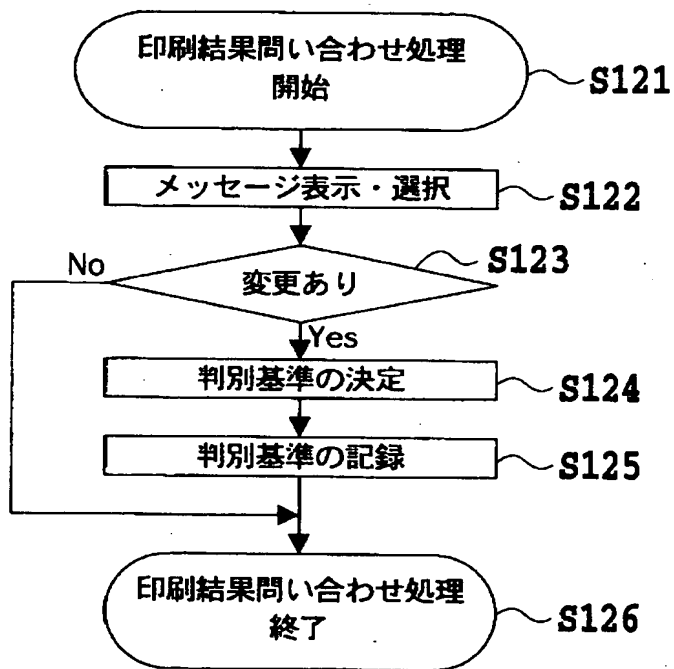 印刷結果問い合わせ処理
開始
S121
メッセージ表示・選択
S122
S123
No
変更あり
Yes
判別基準の決定
S124
判別基準の記録
S125
印刷結果問い合わせ処理
終了
S126